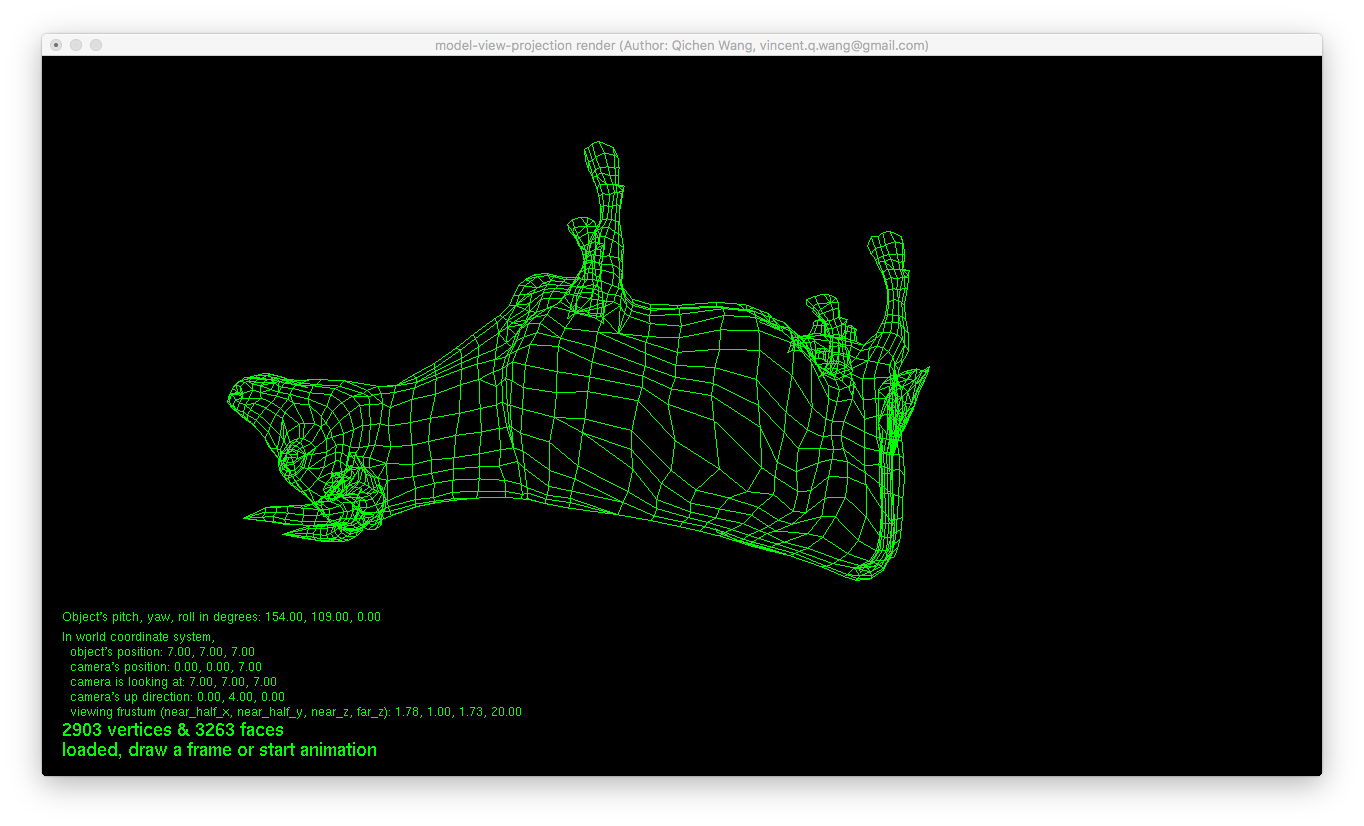 model-view-projection render (Author: Qichen Wang, vincent.q.wang@gmail.com)
Object's pitch, yaw, roll in degrees: 154.00, 109.00, 0.00
In world coordinate system,
object's position: 7.00, 7.00, 7.00
camera's position: 0.00, 0.00, 7.00
camera is looking at: 7.00, 7.00, 7.00
camera's up direction: 0.00, 4.00, 0.00
viewing frustum (near_half_x, near_half_y, near_z, far_z): 1.78, 1.00, 1.73, 20.00
2903 vertices & 3263 faces
loaded, draw a frame or start animation